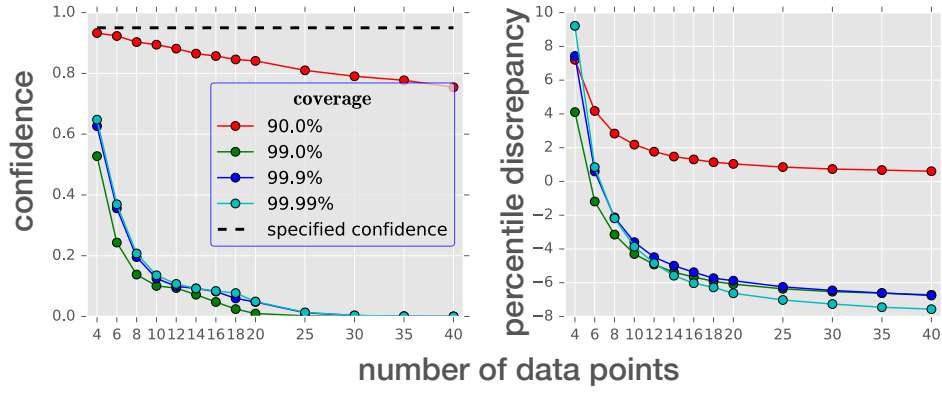 confidence
1.0
0.8
0.6
0.4
0.2
0.0
coverage
90.0%
99.0%
99.9%
99.99%
specified confidence
4 6 8 10 12 14 16 18 20 25 30 35 40
percentile discrepancy
10
8
6
4
2
0
−2
−4
−6
−8
4 6 8 10 12 14 16 18 20 25 30 35 40
number of data points